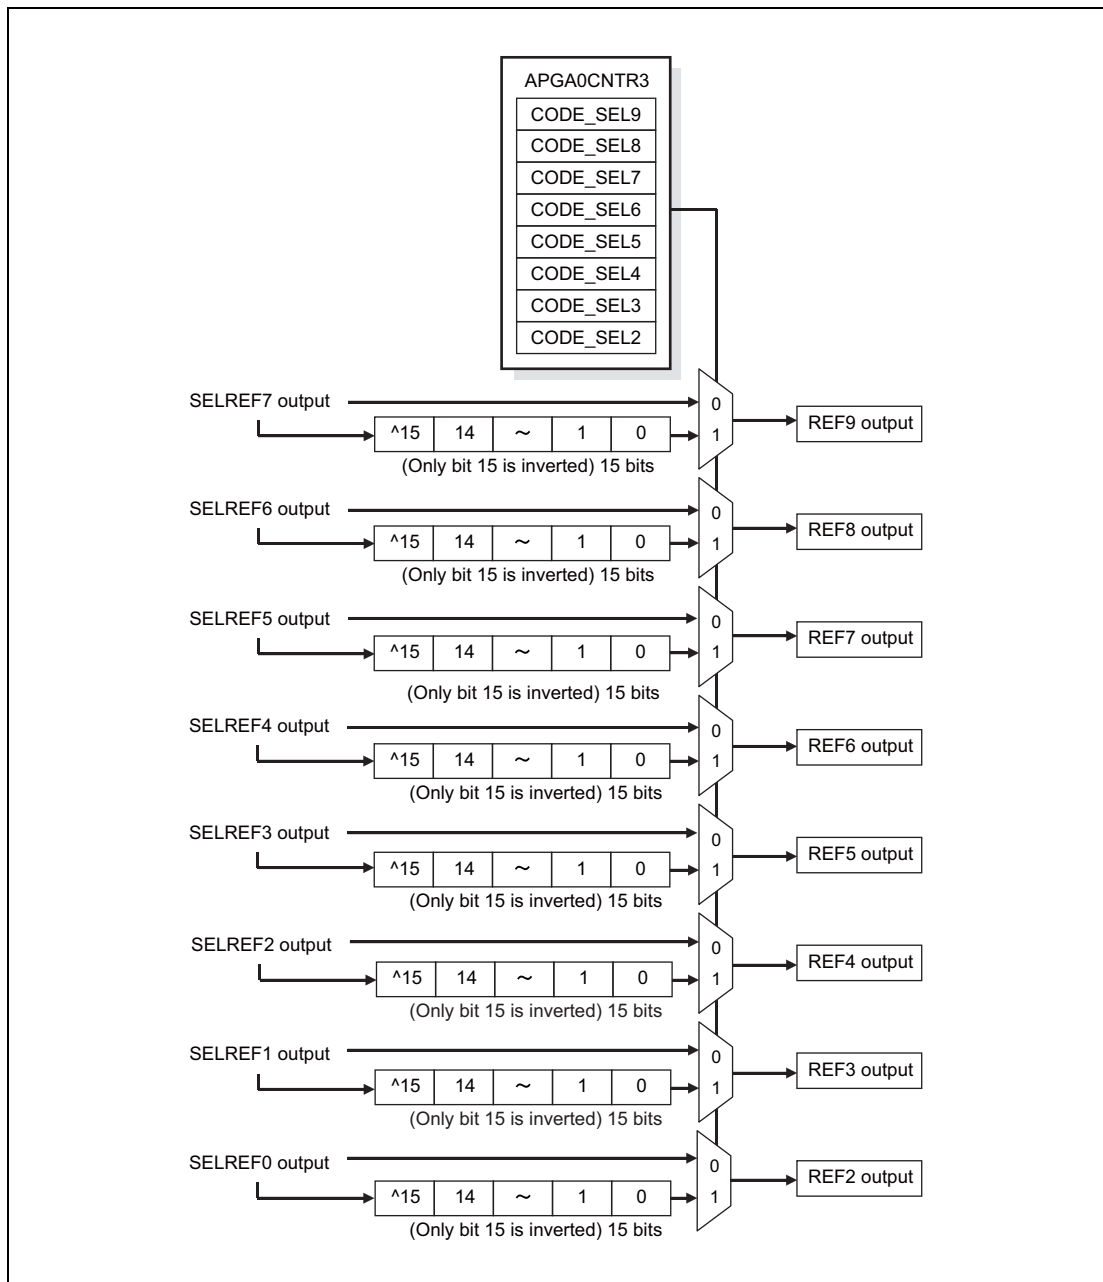 APGA0CNTR3
CODE_SEL9
CODE_SEL8
CODE_SEL7
CODE_SEL6
CODE_SEL5
CODE_SEL4
CODE_SEL3
CODE_SEL2
SELREF7 output
0
^15 14 ~ 1 0
1
REF9 output
(Only bit 15 is inverted) 15 bits
SELREF6 output
0
^15 14 ~ 1 0
1
REF8 output
(Only bit 15 is inverted) 15 bits
SELREF5 output
0
^15 14 ~ 1 0
1
REF7 output
(Only bit 15 is inverted) 15 bits
SELREF4 output
0
^15 14 ~ 1 0
1
REF6 output
(Only bit 15 is inverted) 15 bits
SELREF3 output
0
^15 14 ~ 1 0
1
REF5 output
(Only bit 15 is inverted) 15 bits
SELREF2 output
0
^15 14 ~ 1 0
1
REF4 output
(Only bit 15 is inverted) 15 bits
SELREF1 output
0
^15 14 ~ 1 0
1
REF3 output
(Only bit 15 is inverted) 15 bits
SELREF0 output
0
^15 14 ~ 1 0
1
REF2 output
(Only bit 15 is inverted) 15 bits